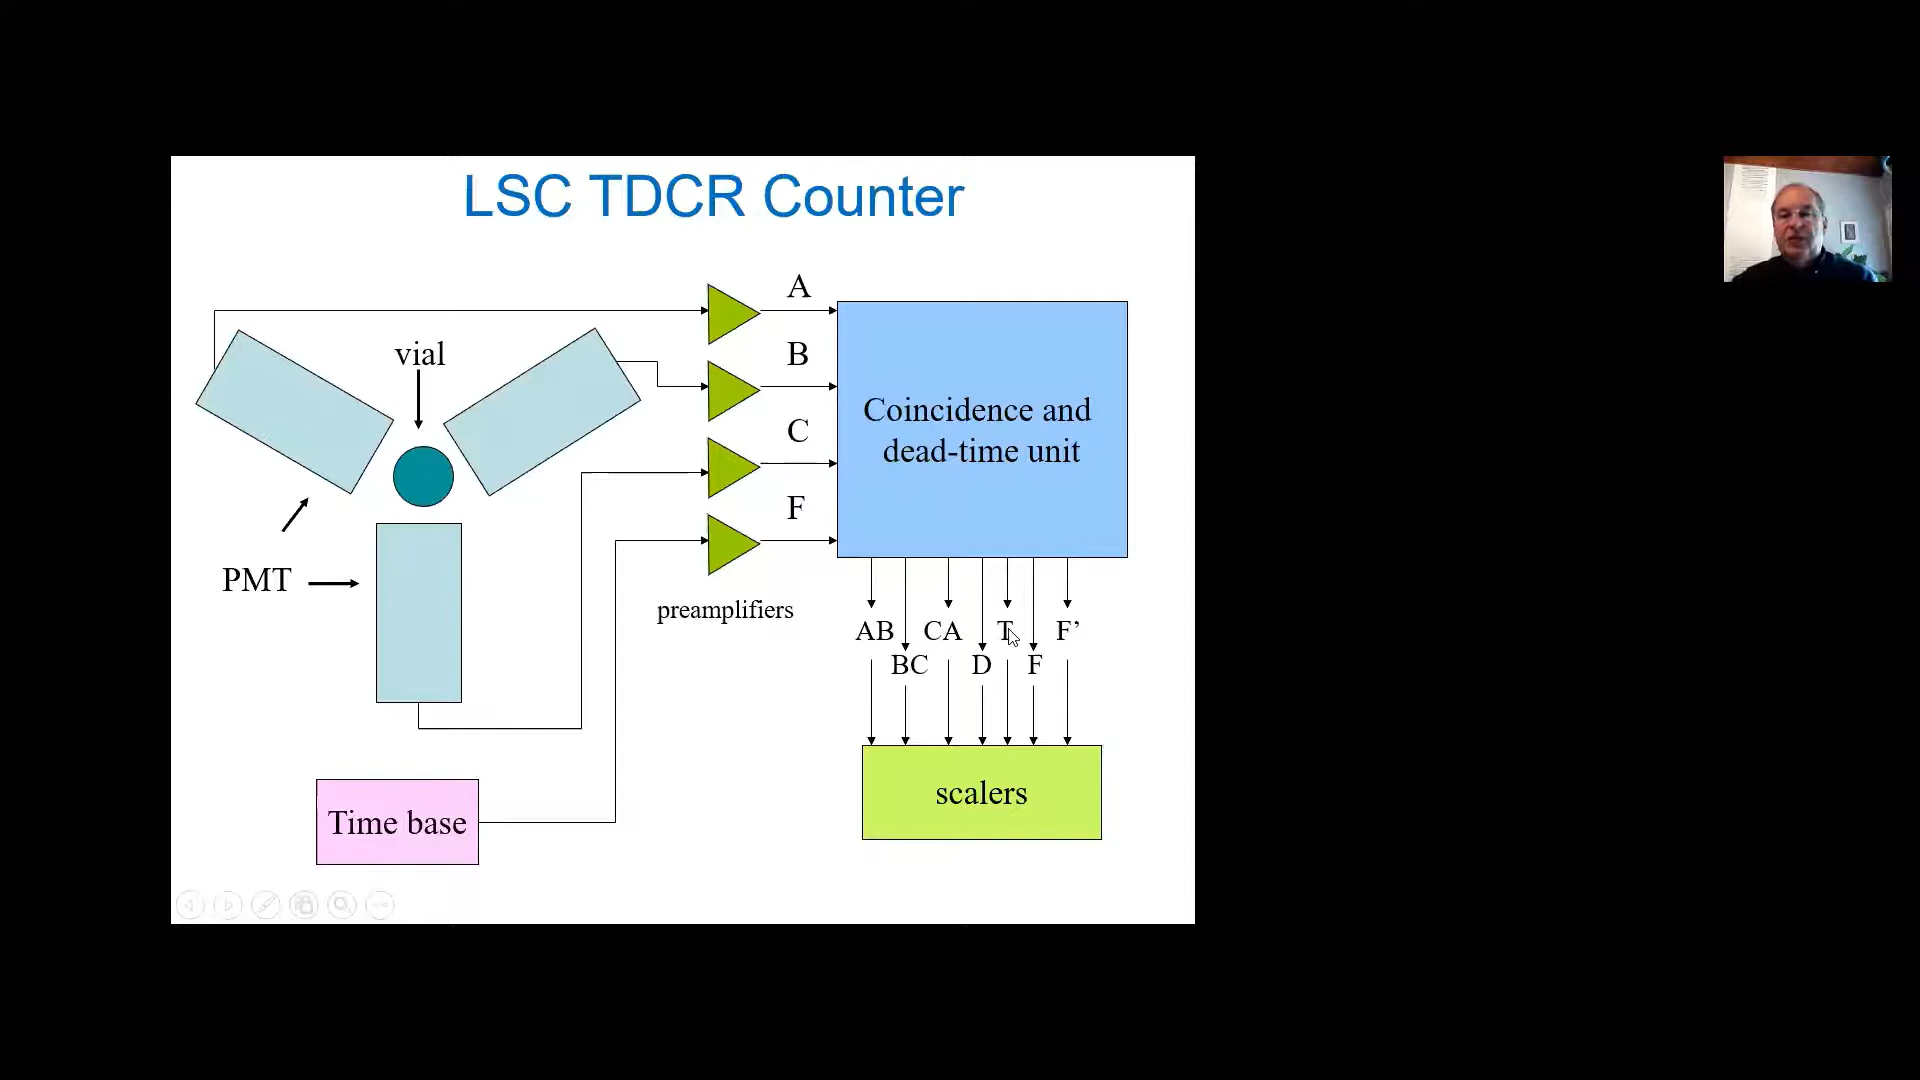 LSC TDCR Counter
A
vial
B
C
Coincidence and
dead-time unit
F
PMT
preamplifiers
AB CA T F’
BC D F
scalers
Time base